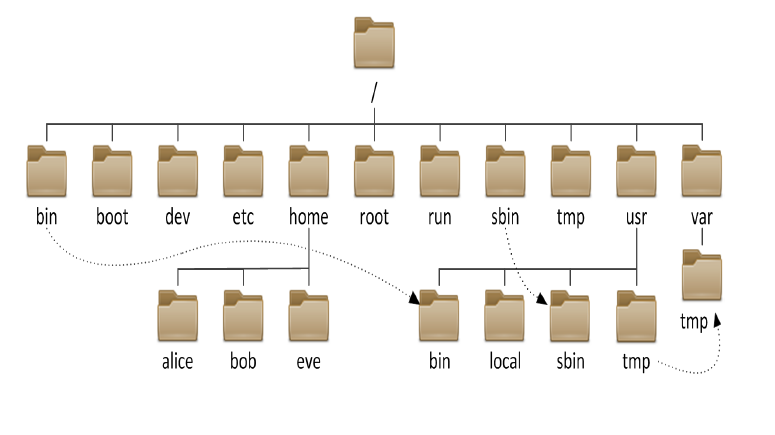 /
bin boot dev etc home root run sbin tmp usr var
tmp
alice bob eve bin local sbin tmp